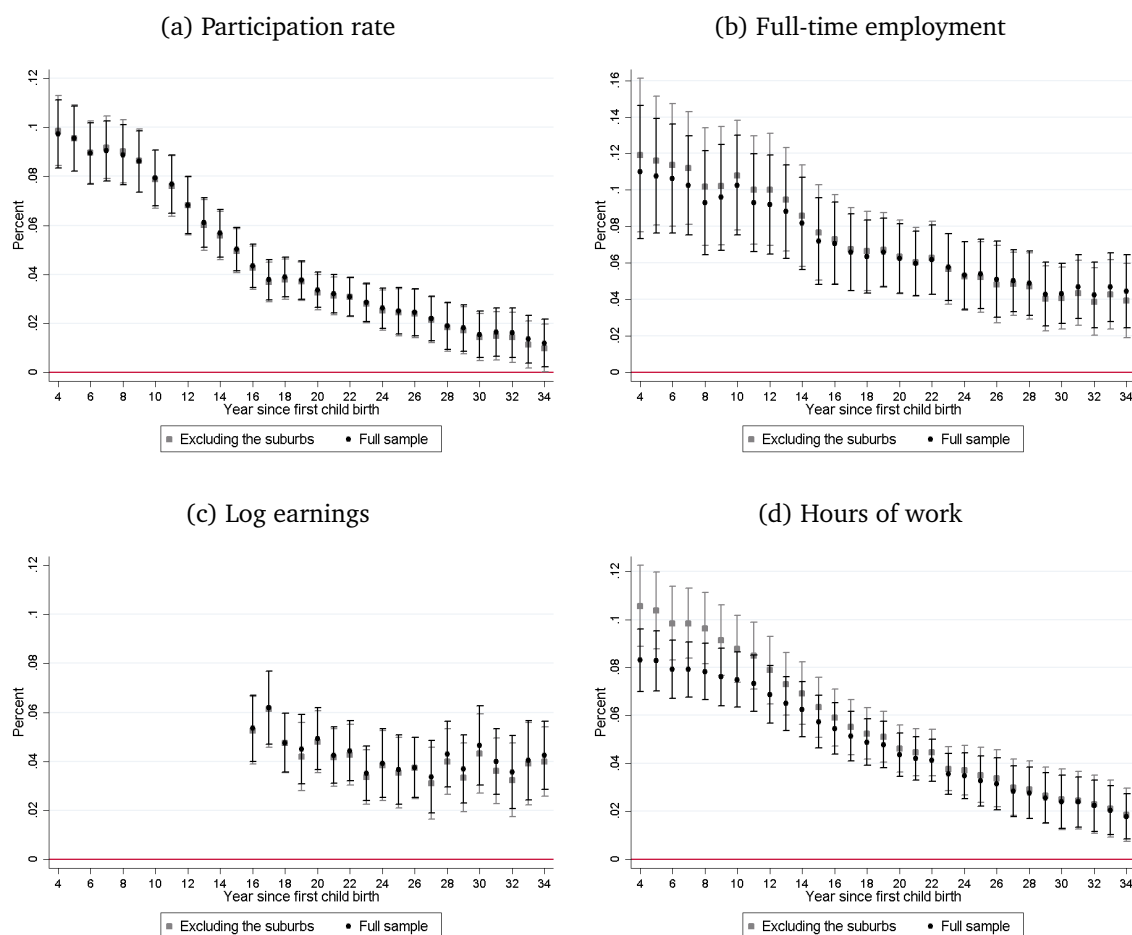 (a) Participation rate
Percent
.12
.1
.08
.06
.04
.02
0
4 6 8 10 12 14 16 18 20 22 24 26 28 30 32 34
Year since first child birth
Excluding the suburbs Full sample
(b) Full-time employment
Percent
.16
.14
.12
.1
.08
.06
.04
.02
0
4 6 8 10 12 14 16 18 20 22 24 26 28 30 32 34
Year since first child birth
Excluding the suburbs Full sample
(c) Log earnings
Percent
.12
.1
.08
.06
.04
.02
0
4 6 8 10 12 14 16 18 20 22 24 26 28 30 32 34
Year since first child birth
Excluding the suburbs Full sample
(d) Hours of work
Percent
.12
.1
.08
.06
.04
.02
0
4 6 8 10 12 14 16 18 20 22 24 26 28 30 32 34
Year since first child birth
Excluding the suburbs Full sample